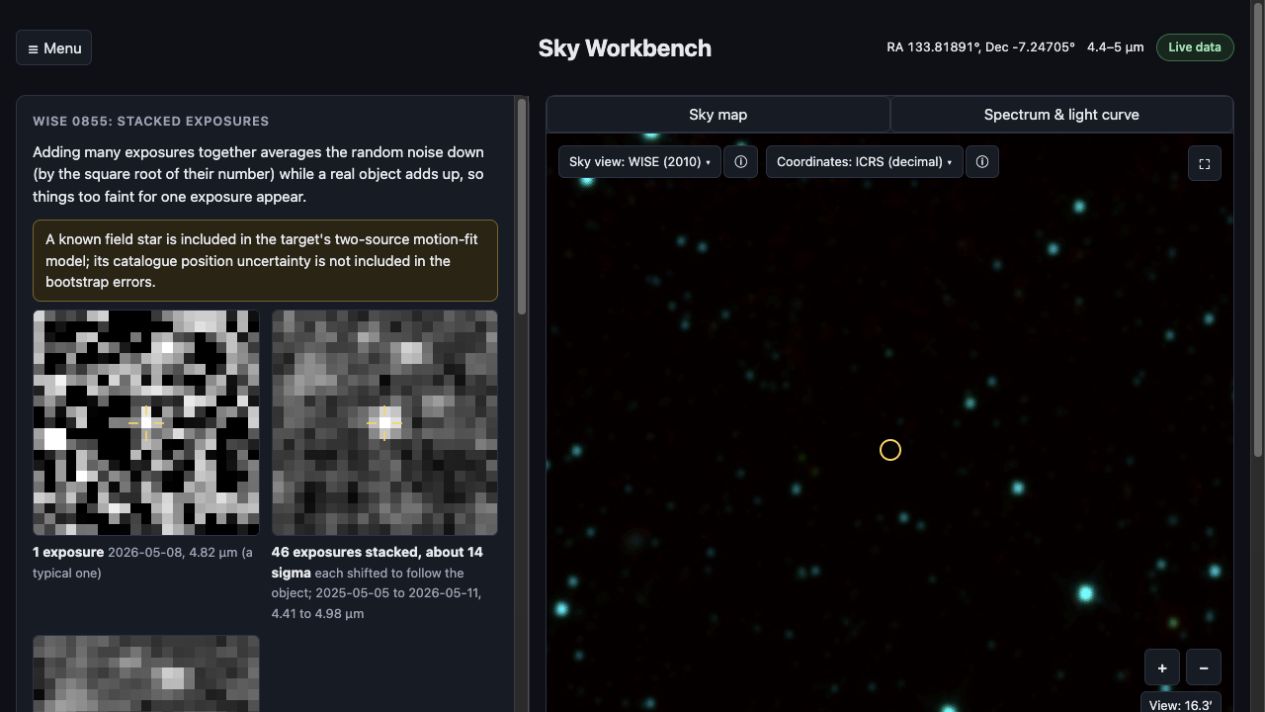 ≡ Menu
Sky Workbench
RA 133.81891°, Dec -7.24705° 4.4–5 μm Live data
WISE 0855: STACKED EXPOSURES
Adding many exposures together averages the random noise down
(by the square root of their number) while a real object adds up, so
things too faint for one exposure appear.
A known field star is included in the target's two-source motion-fit
model; its catalogue position uncertainty is not included in the
bootstrap errors.
1 exposure 2026-05-08, 4.82 μm (a
typical one)
46 exposures stacked, about 14
sigma each shifted to follow the
object; 2025-05-05 to 2026-05-11,
4.41 to 4.98 μm
Sky map
Spectrum & light curve
Sky view: WISE (2010) ▾ ⓘ
Coordinates: ICRS (decimal) ▾ ⓘ
+ −
View: 16.3′